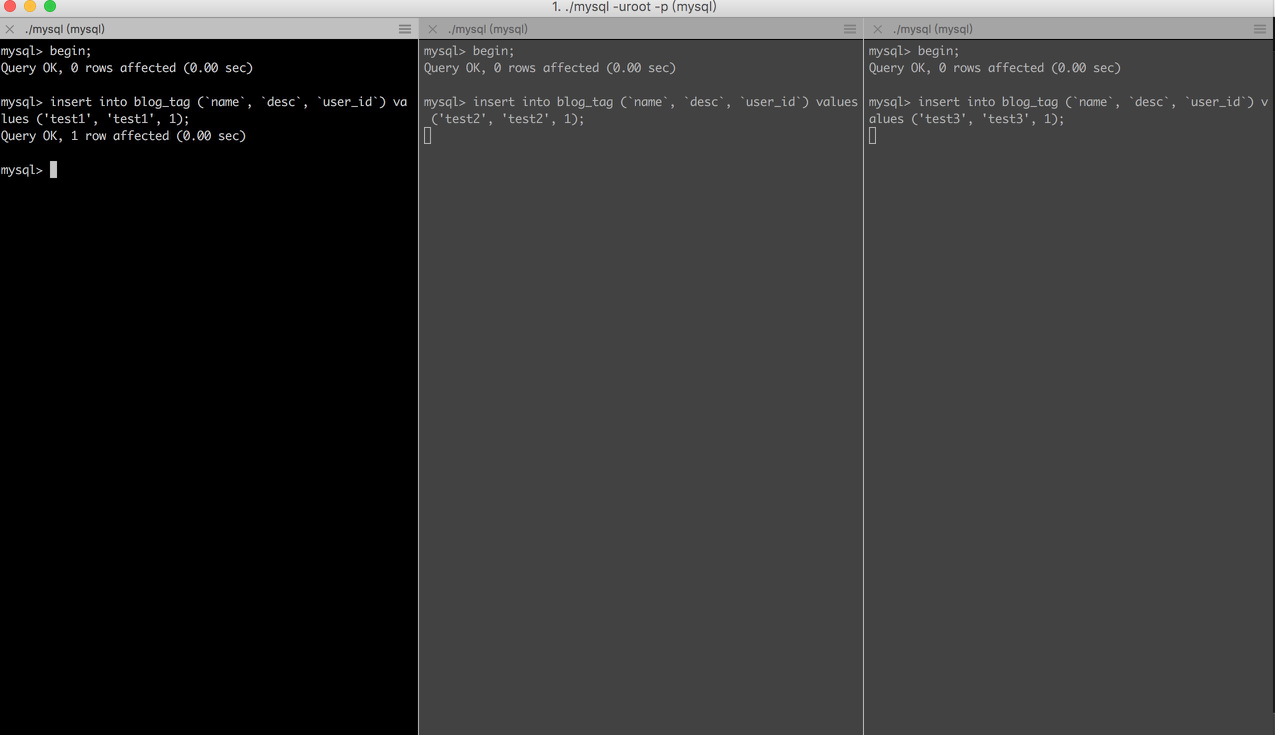 1. ./mysql -uroot -p (mysql)
./mysql (mysql)
mysql> begin;
Query OK, 0 rows affected (0.00 sec)
mysql> insert into blog_tag (`name`, `desc`, `user_id`) va
lues ('test1', 'test1', 1);
Query OK, 1 row affected (0.00 sec)
mysql>
./mysql (mysql)
mysql> begin;
Query OK, 0 rows affected (0.00 sec)
mysql> insert into blog_tag (`name`, `desc`, `user_id`) values
('test2', 'test2', 1);
./mysql (mysql)
mysql> begin;
Query OK, 0 rows affected (0.00 sec)
mysql> insert into blog_tag (`name`, `desc`, `user_id`) v
alues ('test3', 'test3', 1);